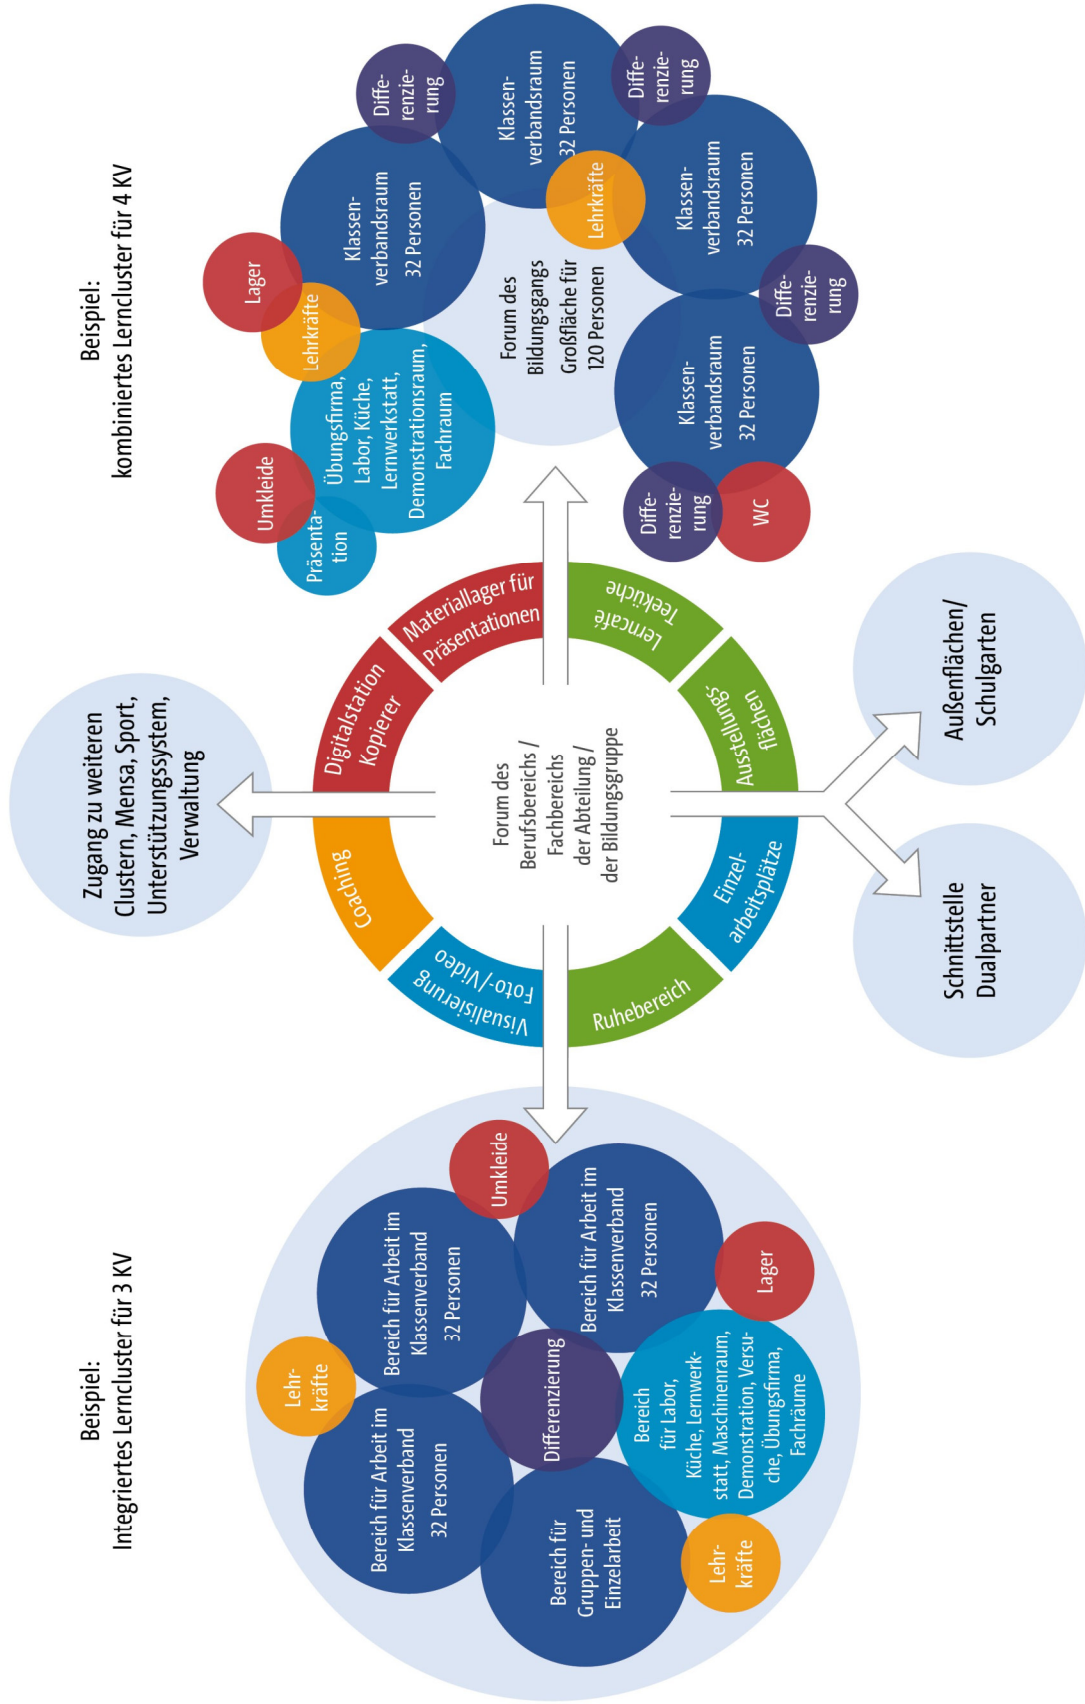 Beispiel:
Integriertes Lerncluster für 3 KV
Lehr-
kräfte
Bereich für Arbeit im
Klassenverband
32 Personen
Bereich für Arbeit im
Klassenverband
32 Personen
Umkleide
Bereich für
Gruppen- und
Einzelarbeit
Differenzierung
Bereich für Arbeit im
Klassenverband
32 Personen
Lehr-
kräfte
Bereich
für Labor,
Küche, Lernwerk-
statt, Maschinenraum,
Demonstration, Versu-
che, Übungsfirma,
Fachräume
Lager
Zugang zu weiteren
Clustern, Mensa, Sport,
Unterstützungssystem,
Verwaltung
Coaching
Digitalstation
Kopierer
Visualisierung
Foto-/Video
Materiallager für
Präsentationen
Forum des
Berufsbereichs /
Fachbereichs
der Abteilung/
der Bildungsgruppe
Ruhebereich
Lerncafé
Teeküche
Einzel-
arbeitsplätze
Ausstellungs-
flächen
Schnittstelle
Dualpartner
Außenflächen/
Schulgarten
Beispiel:
kombiniertes Lerncluster für 4 KV
Umkleide
Lager
Präsenta-
tion
Lehrkräfte
Übungsfirma,
Labor, Küche,
Lernwerkstatt,
Demonstrationsraum,
Fachraum
Klassen-
verbandsraum
32 Personen
Diffe-
renzie-
rung
Forum des
Bildungsgangs
Großfläche für
120 Personen
Klassen-
verbandsraum
32 Personen
Lehrkräfte
Diffe-
renzie-
rung
Klassen-
verbandsraum
32 Personen
Diffe-
renzie-
rung
Klassen-
verbandsraum
32 Personen
Diffe-
renzie-
rung
WC